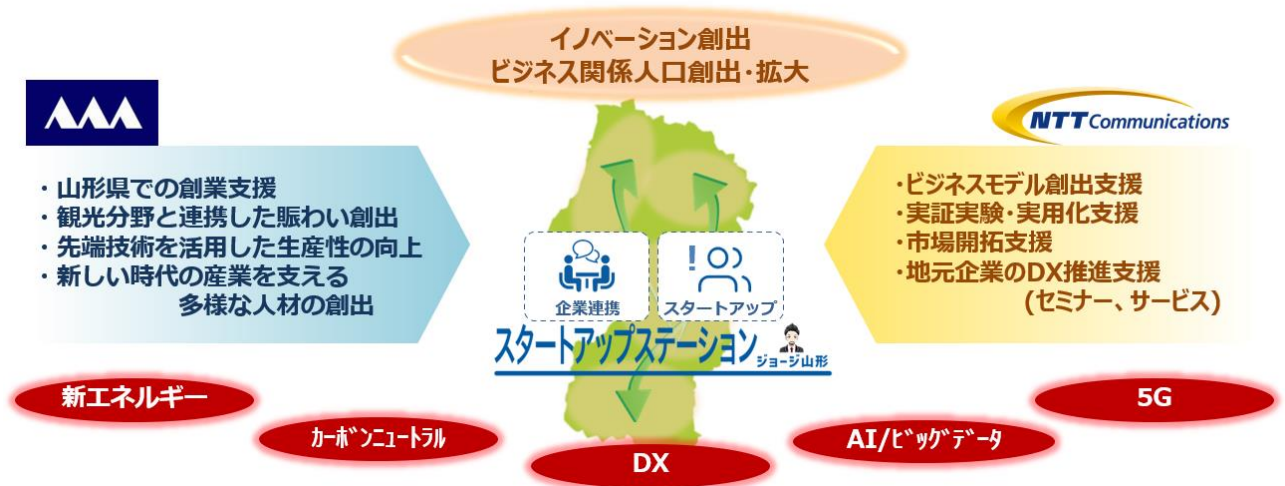 イノベーション創出
ビジネス関係人口創出・拡大
・山形県での創業支援
・観光分野と連携した賑わい創出
・先端技術を活用した生産性の向上
・新しい時代の産業を支える
多様な人材の創出
NTT Communications
・ビジネスモデル創出支援
・実証実験・実用化支援
・市場開拓支援
・地元企業のDX推進支援
(セミナー、サービス)
企業連携
!
スタートアップ
スタートアップステーション
ジョージ山形
新エネルギー
ｶｰﾎﾞﾝﾆｭｰﾄﾗﾙ
DX
AI/ﾋﾞｯｸﾞﾃﾞｰﾀ
5G